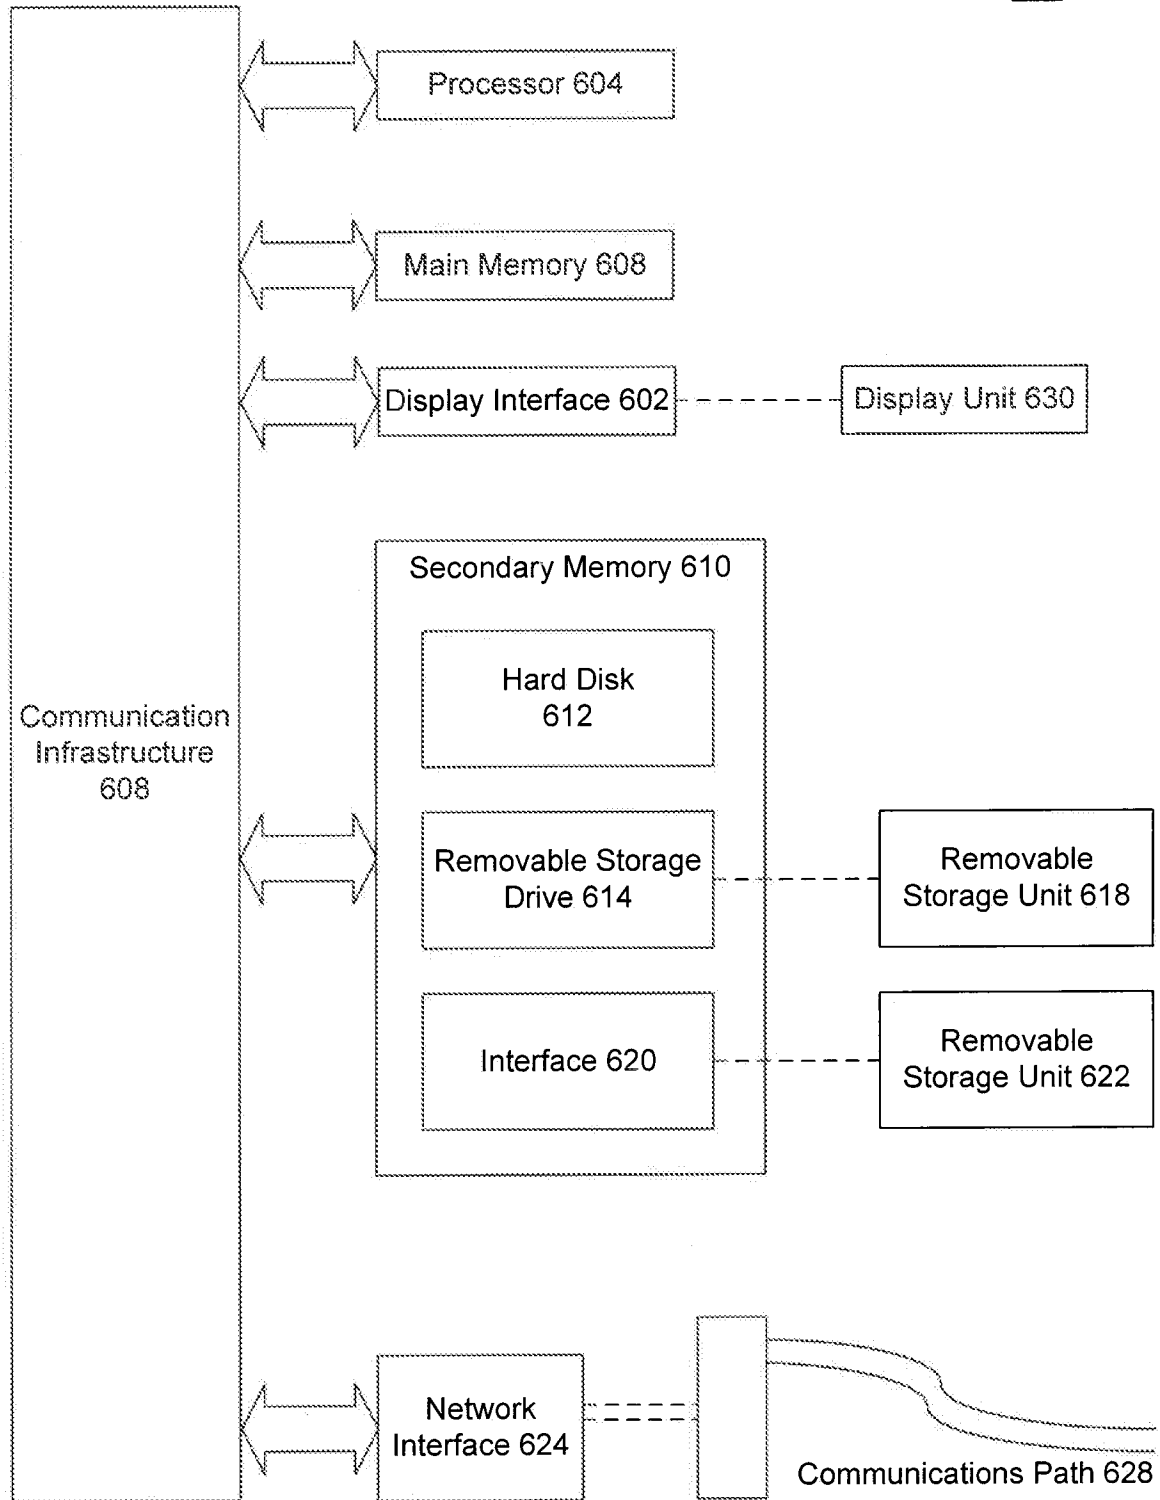 Processor 604
Main Memory 608
Display Interface 602
Display Unit 630
Secondary Memory 610
Hard Disk
612
Communication
Infrastructure
608
Removable Storage
Drive 614
Removable
Storage Unit 618
Interface 620
Removable
Storage Unit 622
Network
Interface 624
Communications Path 628